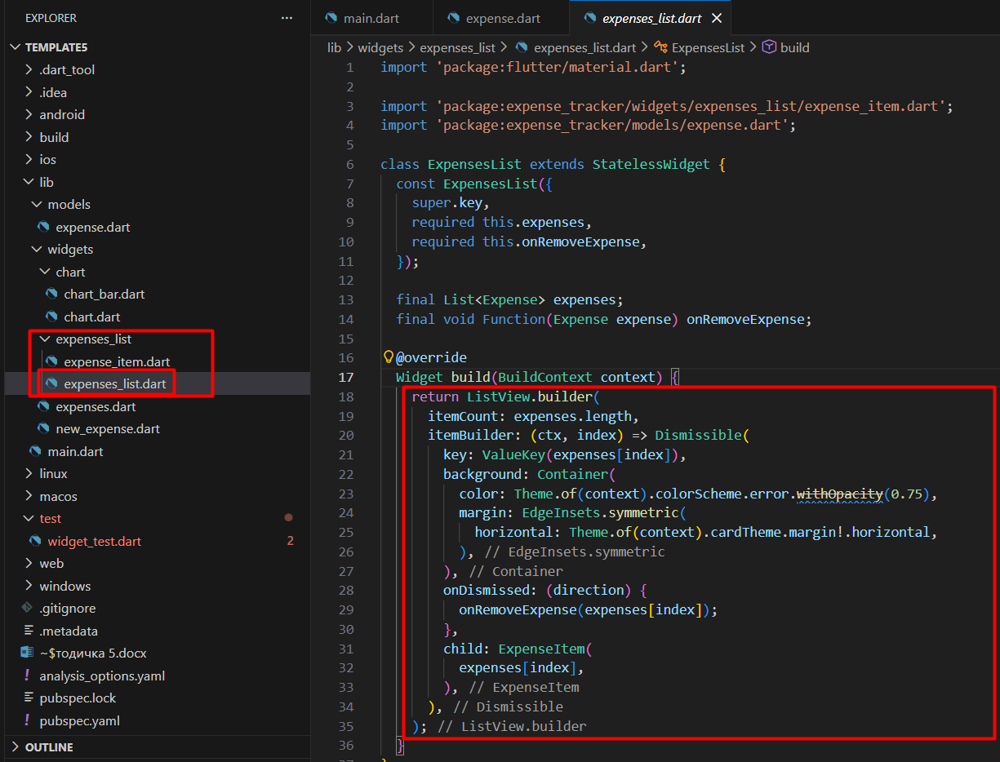 EXPLORER
...
TEMPLATE5
.dart_tool
.idea
android
build
ios
lib
models
expense.dart
widgets
chart
chart_bar.dart
chart.dart
expenses_list
expense_item.dart
expenses_list.dart
expenses.dart
new_expense.dart
main.dart
linux
macos
test
widget_test.dart 2
web
windows
.gitignore
.metadata
~$тодичка 5.docx
analysis_options.yaml
pubspec.lock
pubspec.yaml
OUTLINE
main.dart expense.dart expenses_list.dart
lib > widgets > expenses_list > expenses_list.dart > ExpensesList > build
1 import 'package:flutter/material.dart';
2
3 import 'package:expense_tracker/widgets/expenses_list/expense_item.dart';
4 import 'package:expense_tracker/models/expense.dart';
5
6 class ExpensesList extends StatelessWidget {
7 const ExpensesList({
8 super.key,
9 required this.expenses,
10 required this.onRemoveExpense,
11 });
12
13 final List<Expense> expenses;
14 final void Function(Expense expense) onRemoveExpense;
15
16 @override
17 Widget build(BuildContext context) {
18 return ListView.builder(
19 itemCount: expenses.length,
20 itemBuilder: (ctx, index) => Dismissible(
21 key: ValueKey(expenses[index]),
22 background: Container(
23 color: Theme.of(context).colorScheme.error.withOpacity(0.75),
24 margin: EdgeInsets.symmetric(
25 horizontal: Theme.of(context).cardTheme.margin!.horizontal,
26 ), // EdgeInsets.symmetric
27 ), // Container
28 onDismissed: (direction) {
29 onRemoveExpense(expenses[index]);
30 },
31 child: ExpenseItem(
32 expenses[index],
33 ), // ExpenseItem
34 ), // Dismissible
35 ); // ListView.builder
36 }